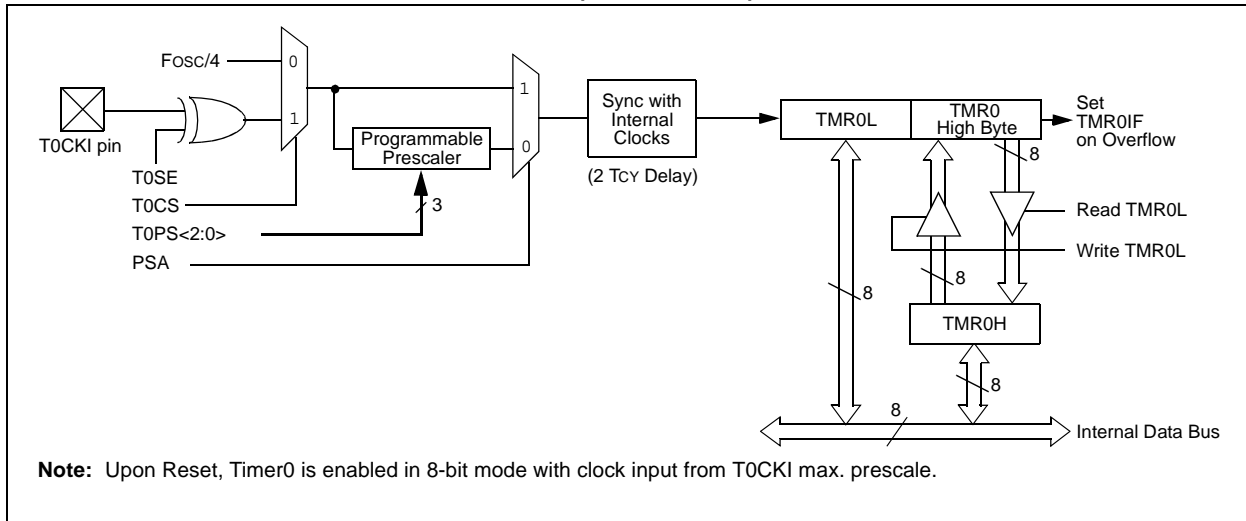 FOSC/4
0
1
T0CKI pin
T0SE
T0CS
T0PS<2:0>
PSA
Programmable
Prescaler
3
1
0
Sync with
Internal
Clocks
(2 TCY Delay)
TMR0L
TMR0
High Byte
Set
TMR0IF
on Overflow
8
Read TMR0L
Write TMR0L
8
8
TMR0H
8
8
Internal Data Bus
Note: Upon Reset, Timer0 is enabled in 8-bit mode with clock input from T0CKI max. prescale.